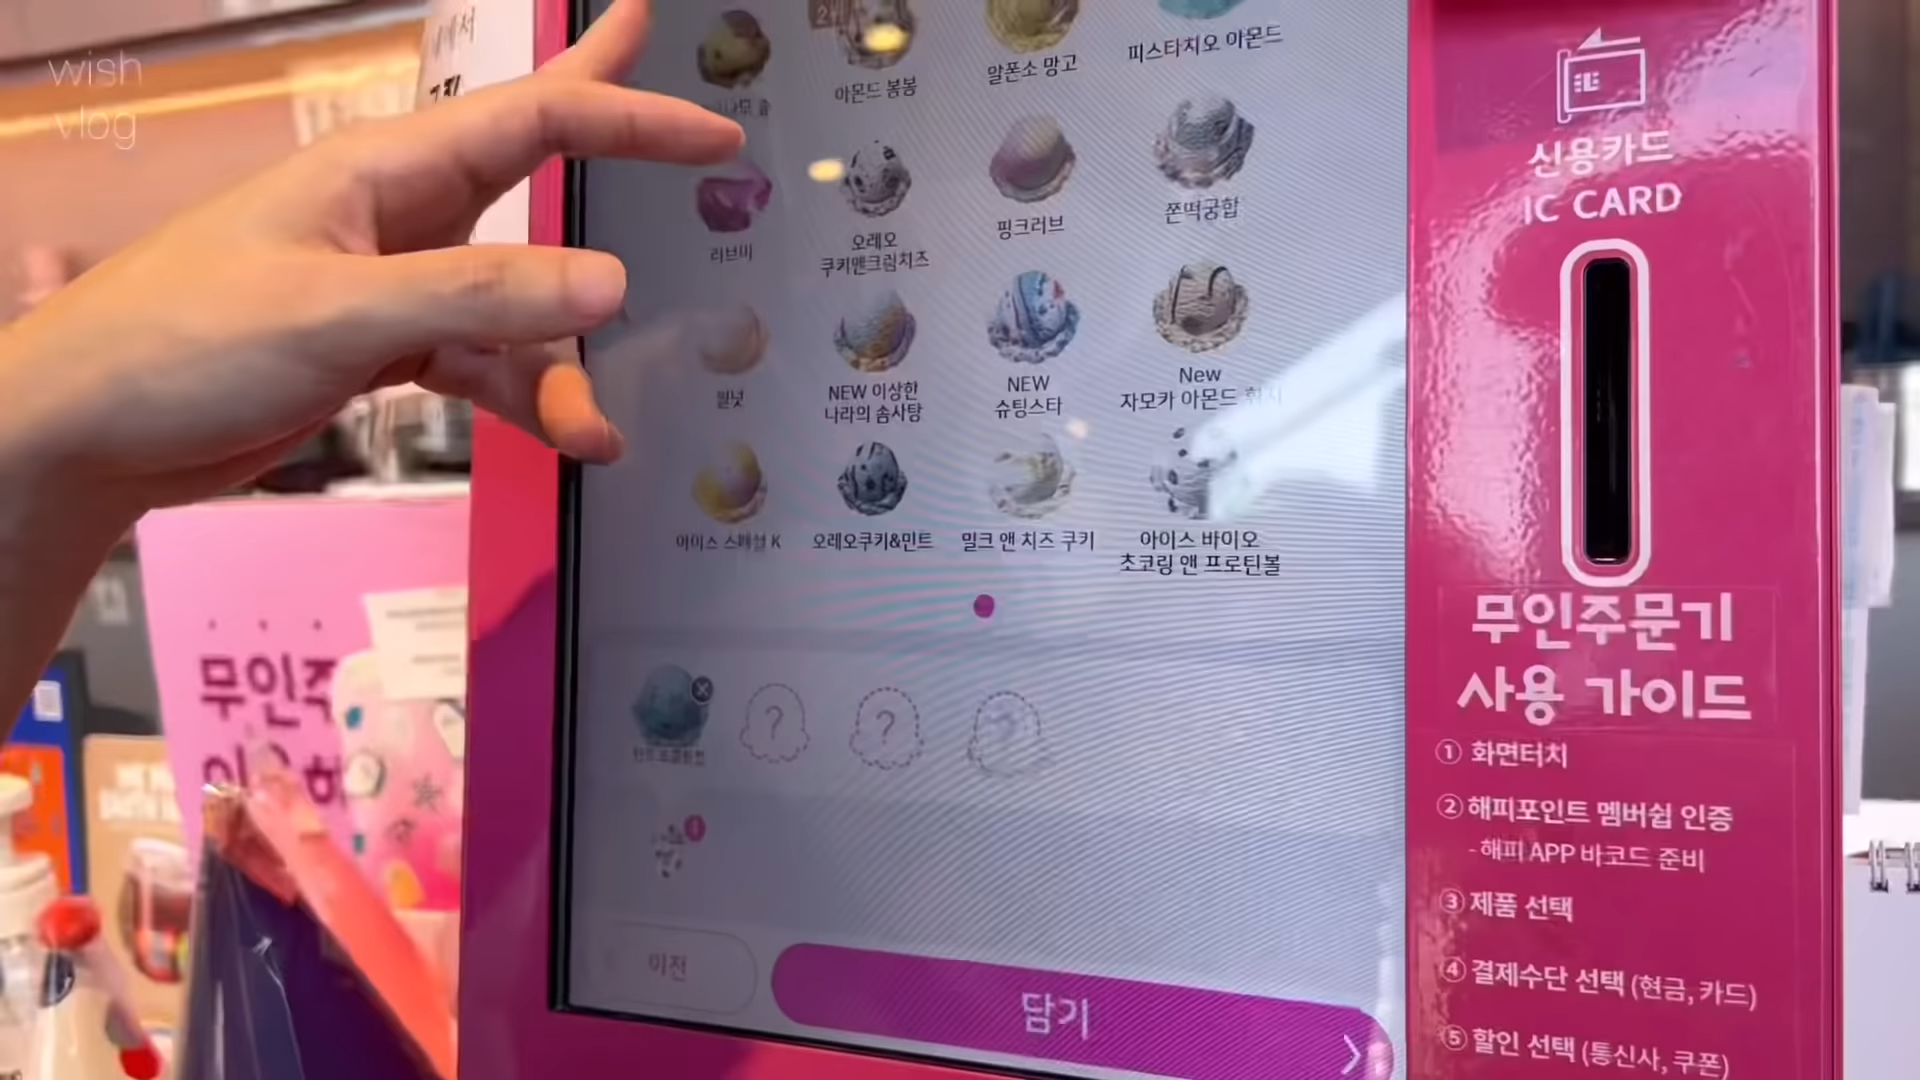 wish
vlog
아몬드 봉봉
알폰소 망고
피스타치오 아몬드
러브미
오레오
쿠키앤크림치즈
핑크러브
쫀떡궁합
월넛
NEW 이상한
나라의 솜사탕
NEW
슈팅스타
New
자모카 아몬드 훠지
아이스 스페셜 K
오레오쿠키&민트
밀크 앤 치즈 쿠키
아이스 바이오
초코링 앤 프로틴볼
?
?
?
이전
담기
신용카드
IC CARD
무인주문기
사용 가이드
① 화면터치
② 해피포인트 멤버쉽 인증
- 해피 APP 바코드 준비
③ 제품 선택
④ 결제수단 선택 (현금, 카드)
⑤ 할인 선택 (통신사, 쿠폰)